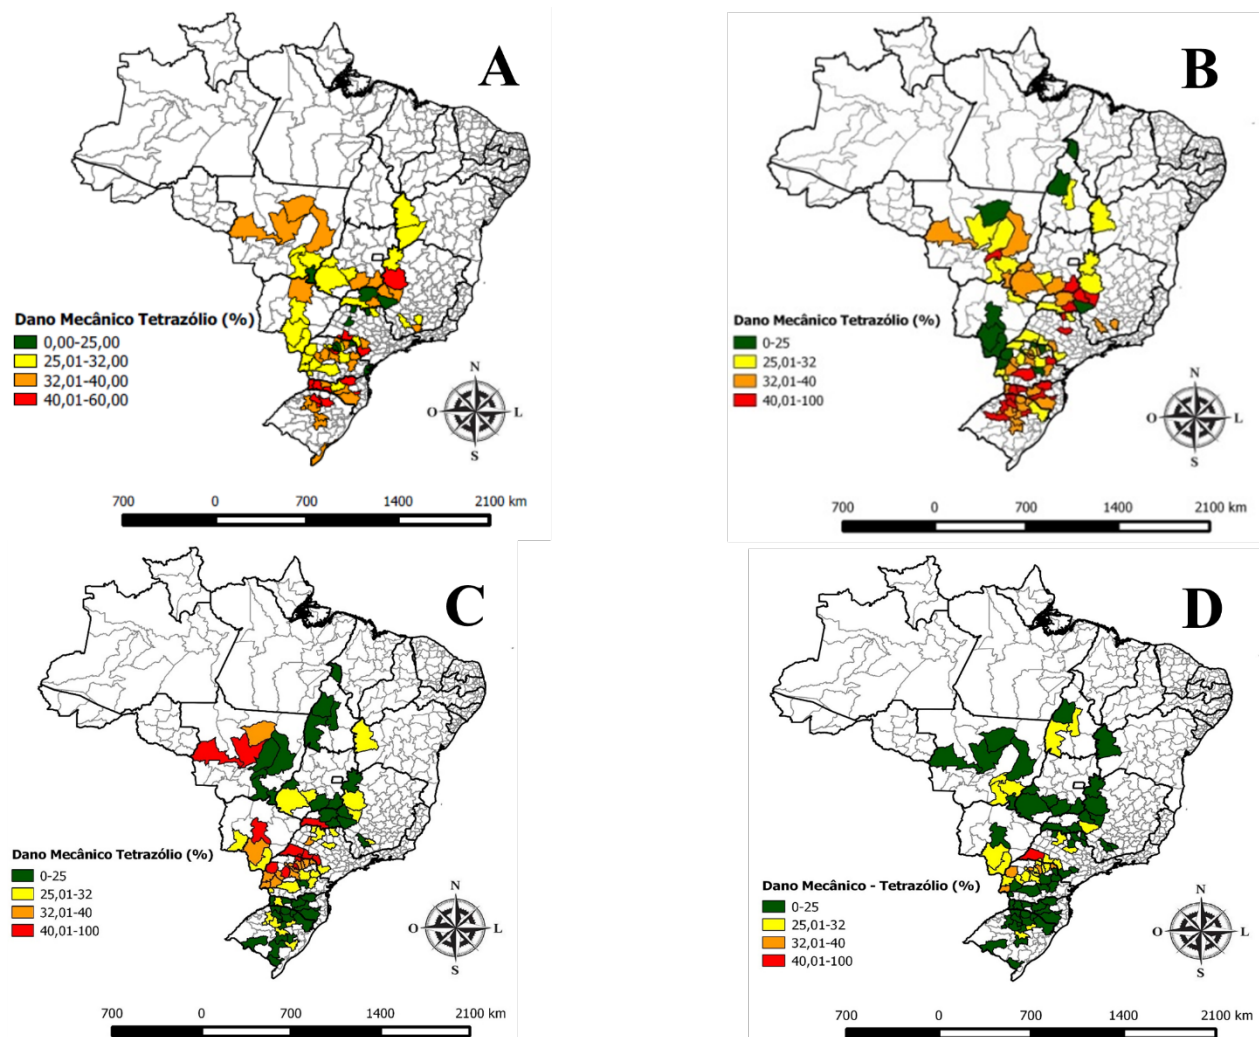 A
Dano Mecânico Tetrazólio (%)
0,00-25,00
25,01-32,00
32,01-40,00
40,01-60,00
N
O
L
S
700
0
700
1400
2100 km
B
Dano Mecânico Tetrazólio (%)
0-25
25,01-32
32,01-40
40,01-100
N
O
L
S
700
0
700
1400
2100 km
C
Dano Mecânico Tetrazólio (%)
0-25
25,01-32
32,01-40
40,01-100
N
O
L
S
700
0
700
1400
2100 km
D
Dano Mecânico - Tetrazólio (%)
0-25
25,01-32
32,01-40
40,01-100
N
O
L
S
700
0
700
1400
2100 km